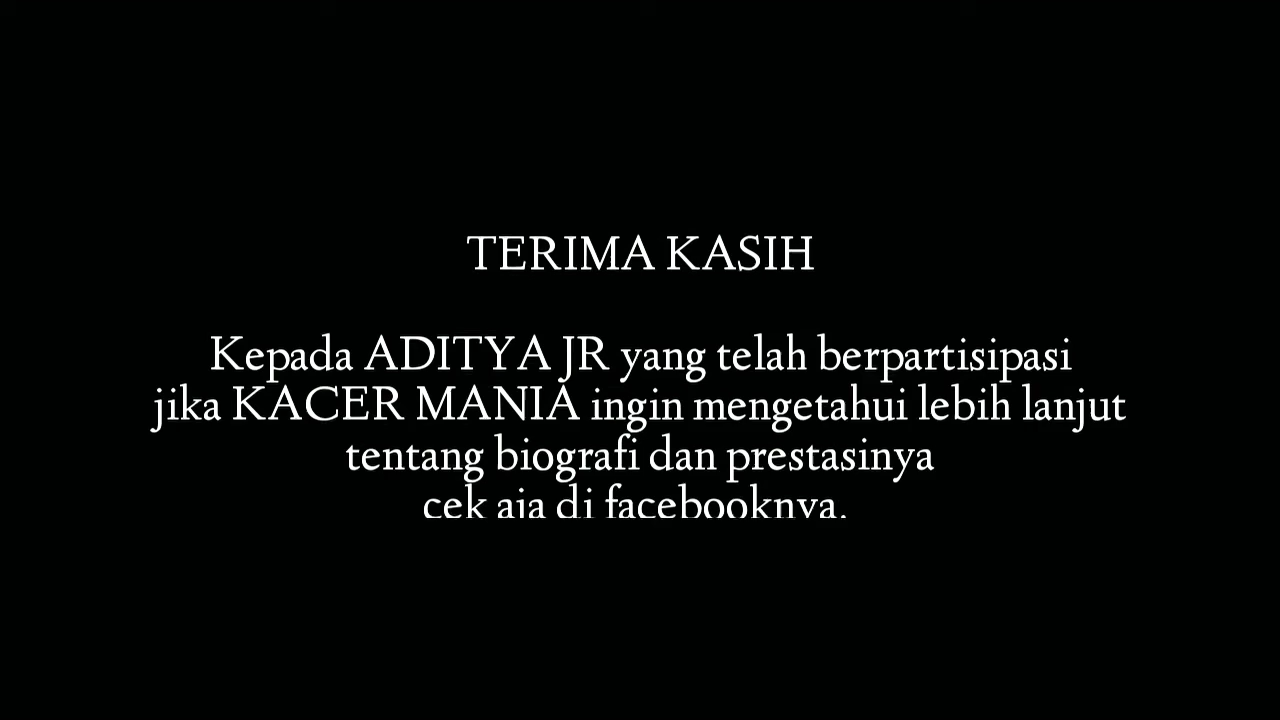 TERIMA KASIH
Kepada ADITYA JR yang telah berpartisipasi
jika KACER MANIA ingin mengetahui lebih lanjut
tentang biografi dan prestasinya
cek aja di facebooknya.